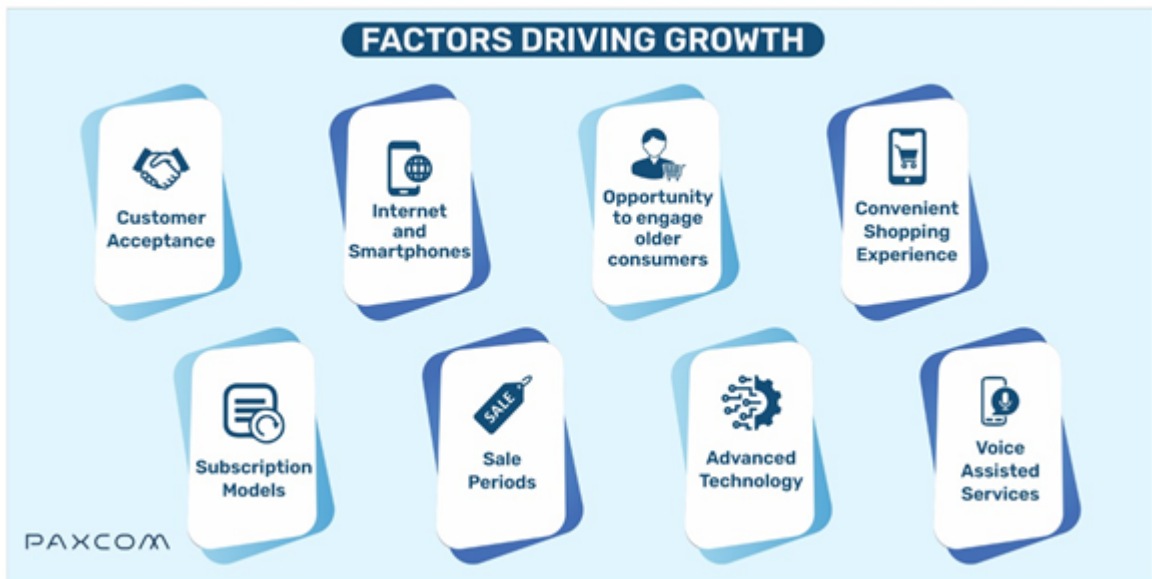 FACTORS DRIVING GROWTH
Customer
Acceptance
Internet
and
Smartphones
Opportunity
to engage
older
consumers
Convenient
Shopping
Experience
Subscription
Models
SALE
Sale
Periods
Advanced
Technology
Voice
Assisted
Services
PAXCOM